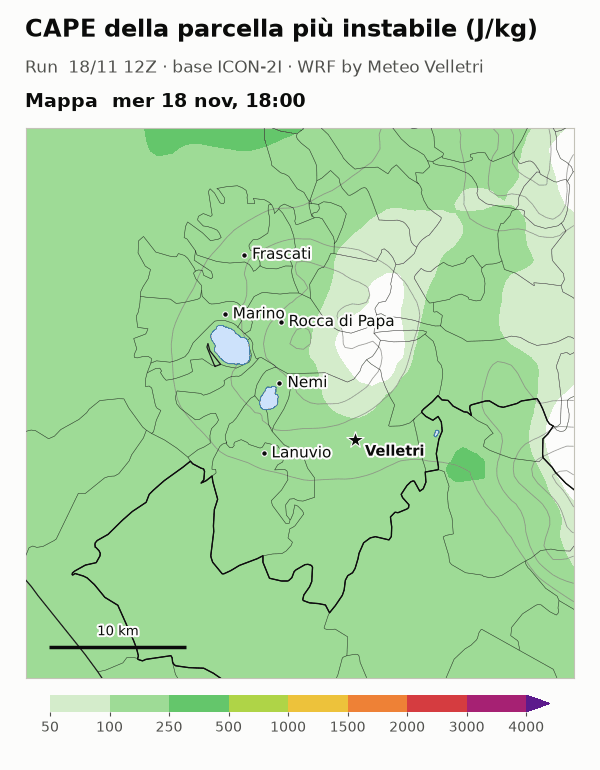 CAPE della parcella più instabile (J/kg)
Run  18/11 12Z · base ICON-2I · WRF by Meteo Velletri
Mappa  mer 18 nov, 18:00
Frascati
Marino
Rocca di Papa
Nemi
Velletri
Lanuvio
10 km
50 100 250 500 1000 1500 2000 3000 4000